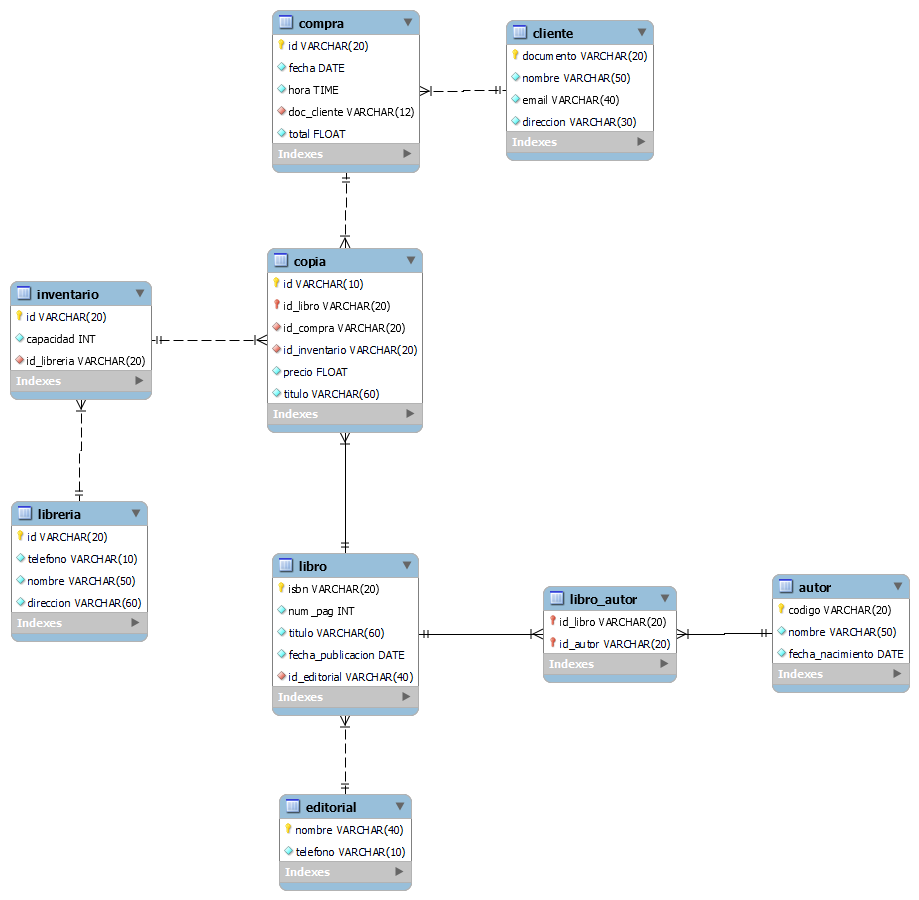 compra
id VARCHAR(20)
fecha DATE
hora TIME
doc_cliente VARCHAR(12)
total FLOAT
Indexes
cliente
documento VARCHAR(20)
nombre VARCHAR(50)
email VARCHAR(40)
direccion VARCHAR(30)
Indexes
copia
id VARCHAR(10)
id_libro VARCHAR(20)
id_compra VARCHAR(20)
id_inventario VARCHAR(20)
precio FLOAT
titulo VARCHAR(60)
Indexes
inventario
id VARCHAR(20)
capacidad INT
id_libreria VARCHAR(20)
Indexes
libreria
id VARCHAR(20)
telefono VARCHAR(10)
nombre VARCHAR(50)
direccion VARCHAR(60)
Indexes
libro
isbn VARCHAR(20)
num_pag INT
titulo VARCHAR(60)
fecha_publicacion DATE
id_editorial VARCHAR(40)
Indexes
libro_autor
id_libro VARCHAR(20)
id_autor VARCHAR(20)
Indexes
autor
codigo VARCHAR(20)
nombre VARCHAR(50)
fecha_nacimiento DATE
Indexes
editorial
nombre VARCHAR(40)
telefono VARCHAR(10)
Indexes